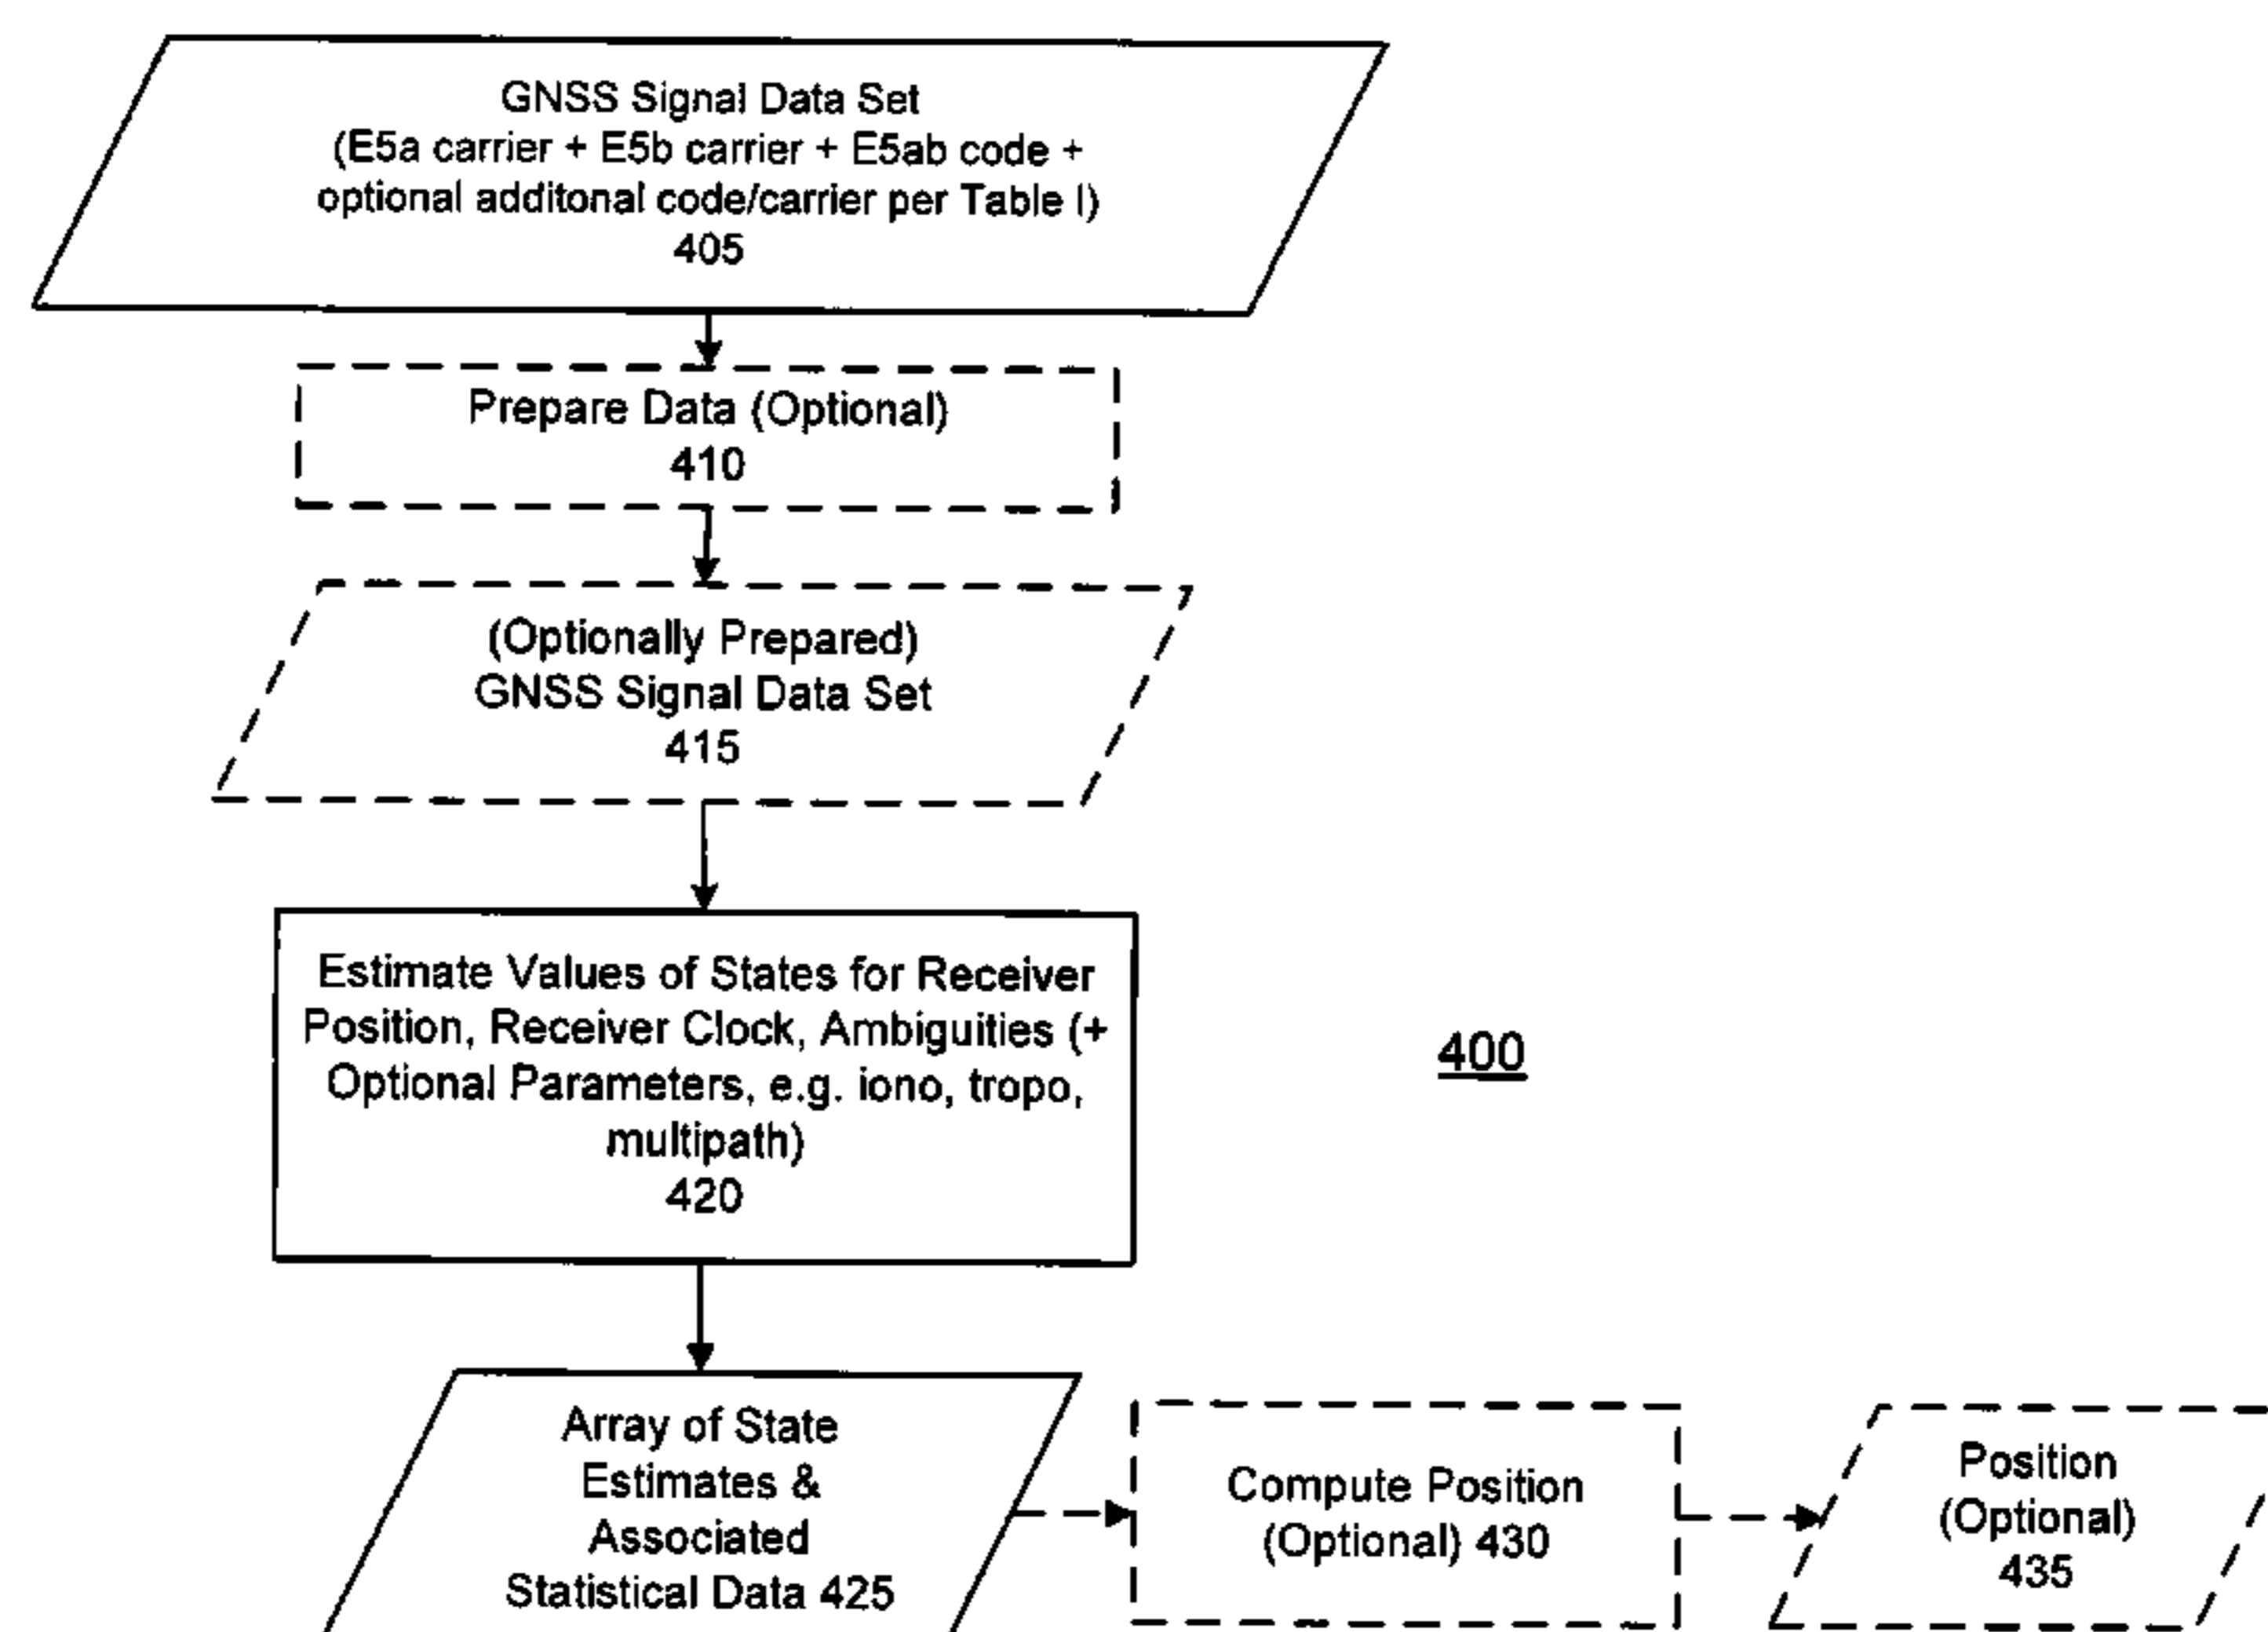 GNSS Signal Data Set
(E5a carrier + E5b carrier + E5ab code +
optional additonal code/carrier per Table I)
405
Prepare Data (Optional)
410
(Optionally Prepared)
GNSS Signal Data Set
415
Estimate Values of States for Receiver
Position, Receiver Clock, Ambiguities (+
Optional Parameters, e.g. iono, tropo,
multipath)
420
400
Array of State
Estimates &
Associated
Statistical Data 425
Compute Position
(Optional) 430
Position
(Optional)
435